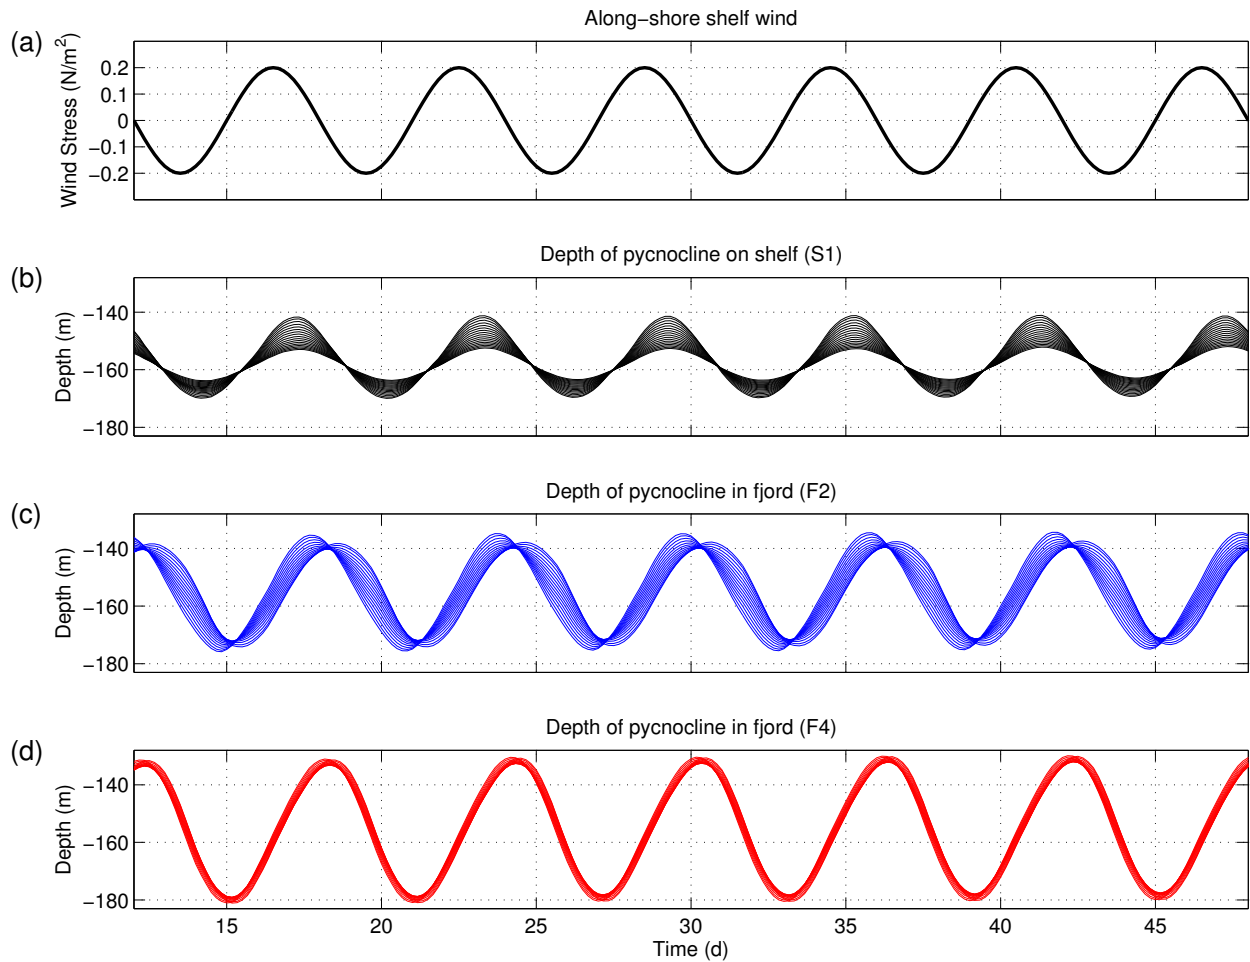 Along−shore shelf wind
(a)
Wind Stress (N/m²)
0.2
0.1
0
−0.1
−0.2
Depth of pycnocline on shelf (S1)
(b)
Depth (m)
−140
−160
−180
Depth of pycnocline in fjord (F2)
(c)
Depth (m)
−140
−160
−180
Depth of pycnocline in fjord (F4)
(d)
Depth (m)
−140
−160
−180
15 20 25 30 35 40 45
Time (d)